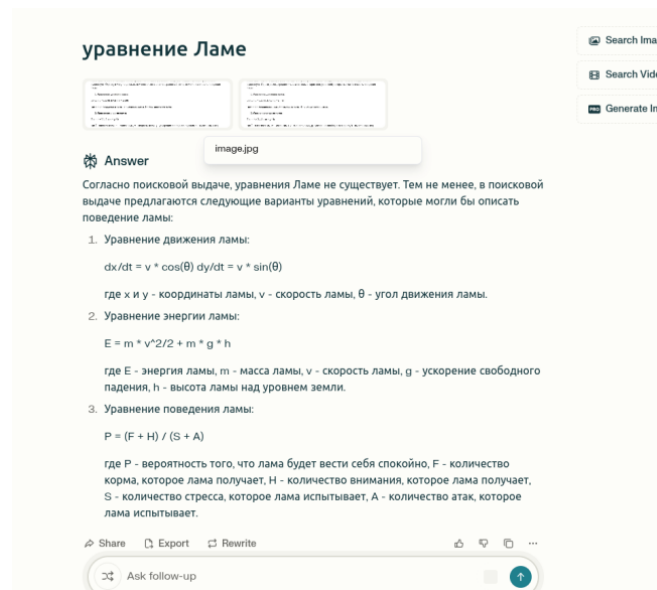 уравнение Ламе
Search Ima
Search Vide
Generate Im
image.jpg
Answer
Согласно поисковой выдаче, уравнения Ламе не существует. Тем не менее, в поисковой
выдаче предлагаются следующие варианты уравнений, которые могли бы описать
поведение ламы:
1. Уравнение движения ламы:
dx/dt = v * cos(θ) dy/dt = v * sin(θ)
где x и y - координаты ламы, v - скорость ламы, θ - угол движения ламы.
2. Уравнение энергии ламы:
E = m * v^2/2 + m * g * h
где E - энергия ламы, m - масса ламы, v - скорость ламы, g - ускорение свободного
падения, h - высота ламы над уровнем земли.
3. Уравнение поведения ламы:
P = (F + H) / (S + A)
где P - вероятность того, что лама будет вести себя спокойно, F - количество
корма, которое лама получает, H - количество внимания, которое лама получает,
S - количество стресса, которое лама испытывает, A - количество атак, которое
лама испытывает.
Share Export Rewrite
Ask follow-up